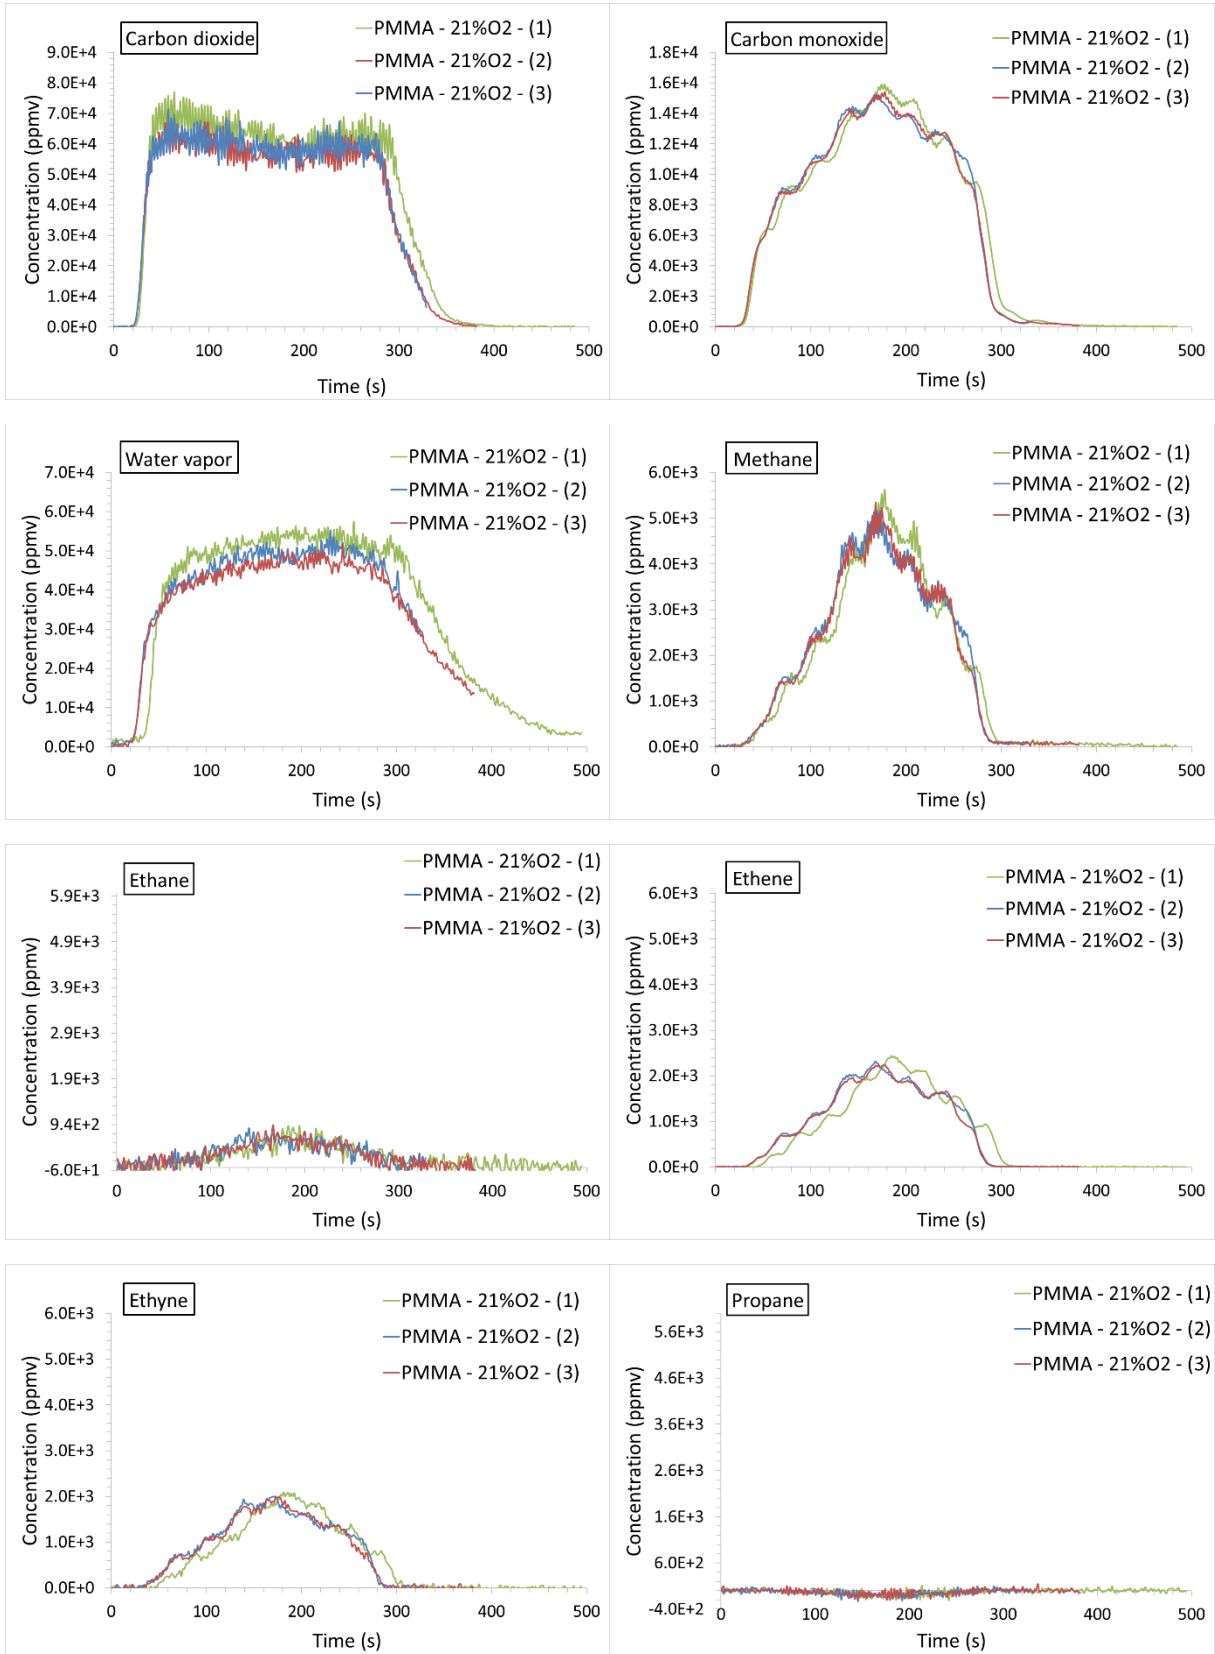 Carbon dioxide
PMMA - 21%O2 - (1)
PMMA - 21%O2 - (2)
PMMA - 21%O2 - (3)
Concentration (ppmv)
9.0E+4
8.0E+4
7.0E+4
6.0E+4
5.0E+4
4.0E+4
3.0E+4
2.0E+4
1.0E+4
0.0E+0
0 100 200 300 400 500
Time (s)
Carbon monoxide
PMMA - 21%O2 - (1)
PMMA - 21%O2 - (2)
PMMA - 21%O2 - (3)
Concentration (ppmv)
1.8E+4
1.6E+4
1.4E+4
1.2E+4
1.0E+4
8.0E+3
6.0E+3
4.0E+3
2.0E+3
0.0E+0
0 100 200 300 400 500
Time (s)
Water vapor
PMMA - 21%O2 - (1)
PMMA - 21%O2 - (2)
PMMA - 21%O2 - (3)
Concentration (ppmv)
7.0E+4
6.0E+4
5.0E+4
4.0E+4
3.0E+4
2.0E+4
1.0E+4
0.0E+0
0 100 200 300 400 500
Time (s)
Methane
PMMA - 21%O2 - (1)
PMMA - 21%O2 - (2)
PMMA - 21%O2 - (3)
Concentration (ppmv)
6.0E+3
5.0E+3
4.0E+3
3.0E+3
2.0E+3
1.0E+3
0.0E+0
0 100 200 300 400 500
Time (s)
Ethane
PMMA - 21%O2 - (1)
PMMA - 21%O2 - (2)
PMMA - 21%O2 - (3)
Concentration (ppmv)
5.9E+3
4.9E+3
3.9E+3
2.9E+3
1.9E+3
9.4E+2
-6.0E+1
0 100 200 300 400 500
Time (s)
Ethene
PMMA - 21%O2 - (1)
PMMA - 21%O2 - (2)
PMMA - 21%O2 - (3)
Concentration (ppmv)
6.0E+3
5.0E+3
4.0E+3
3.0E+3
2.0E+3
1.0E+3
0.0E+0
0 100 200 300 400 500
Time (s)
Ethyne
PMMA - 21%O2 - (1)
PMMA - 21%O2 - (2)
PMMA - 21%O2 - (3)
Concentration (ppmv)
6.0E+3
5.0E+3
4.0E+3
3.0E+3
2.0E+3
1.0E+3
0.0E+0
0 100 200 300 400 500
Time (s)
Propane
PMMA - 21%O2 - (1)
PMMA - 21%O2 - (2)
PMMA - 21%O2 - (3)
Concentration (ppmv)
5.6E+3
4.6E+3
3.6E+3
2.6E+3
1.6E+3
6.0E+2
-4.0E+2
0 100 200 300 400 500
Time (s)